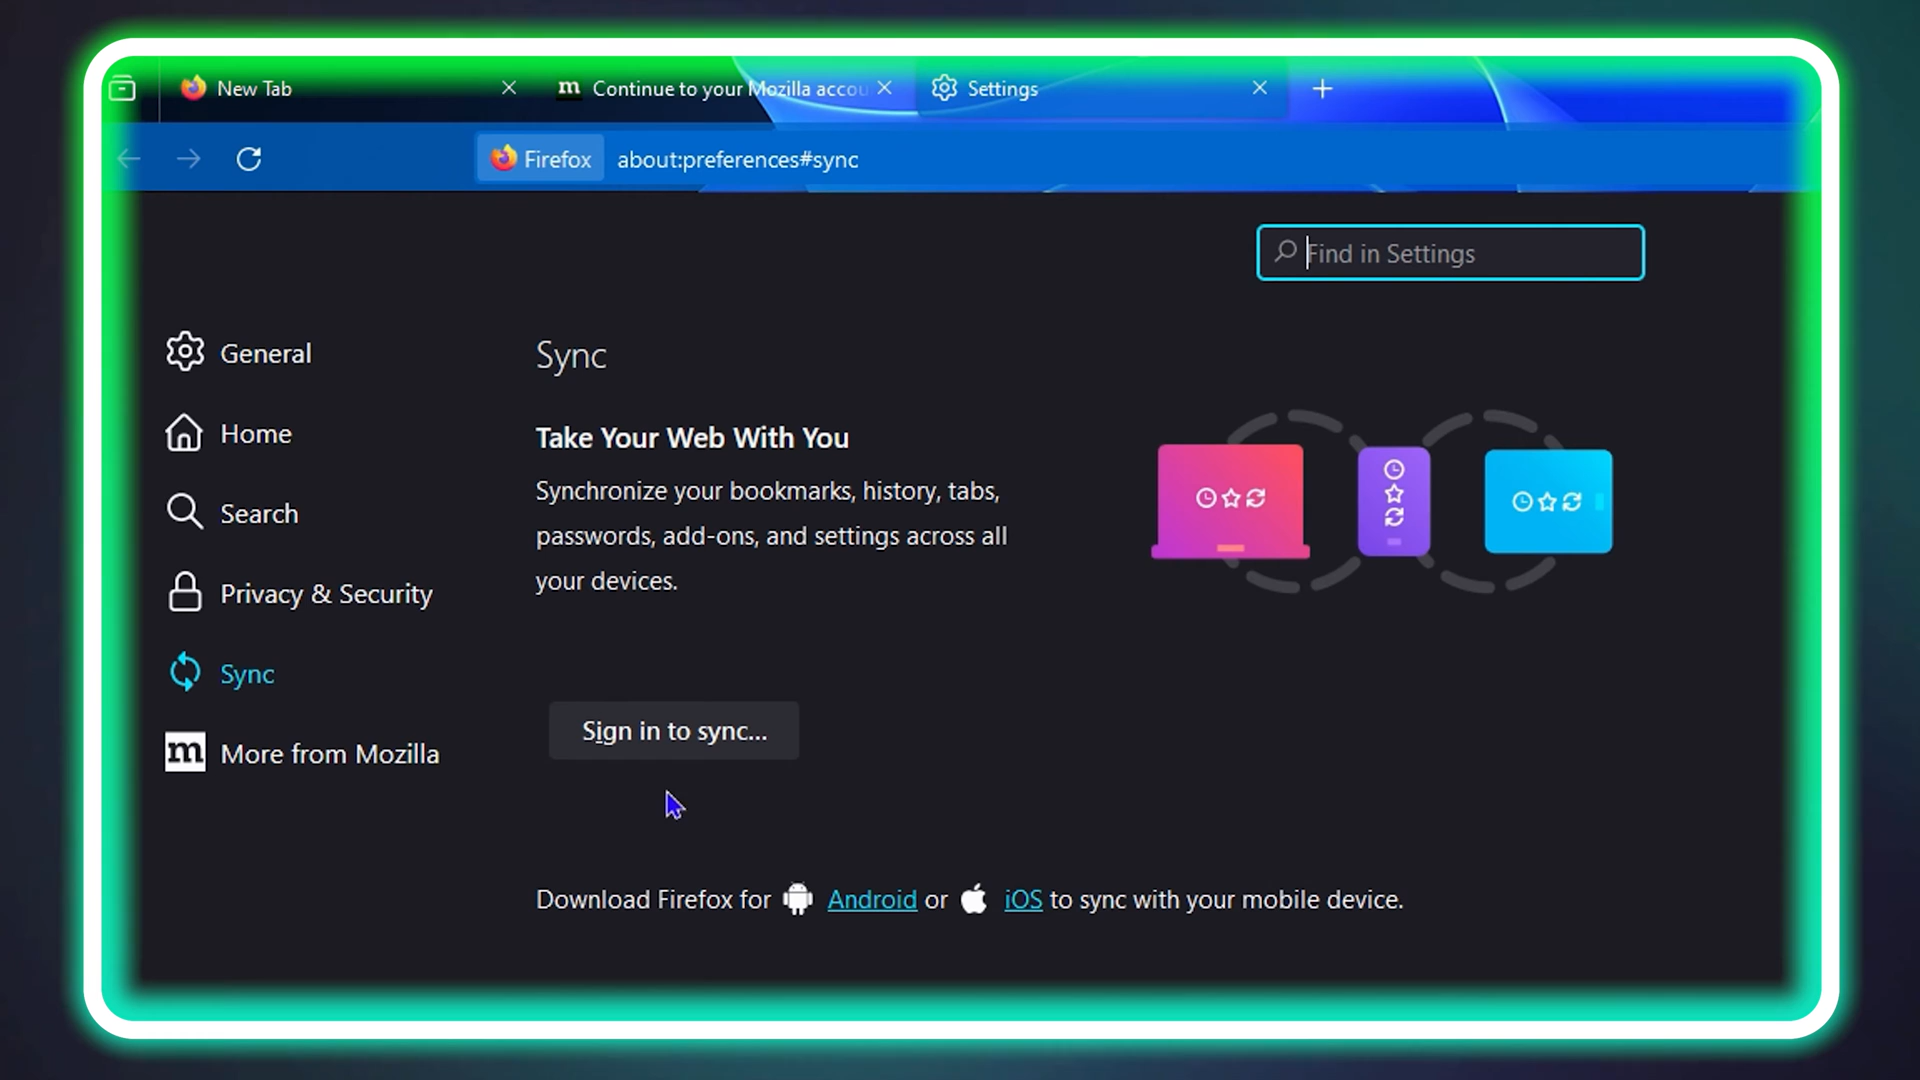 New Tab
Continue to your Mozilla accou
Settings
Firefox
about:preferences#sync
Find in Settings
General
Home
Search
Privacy & Security
Sync
m More from Mozilla
Sync
Take Your Web With You
Synchronize your bookmarks, history, tabs,
passwords, add-ons, and settings across all
your devices.
Sign in to sync...
Download Firefox for Android or iOS to sync with your mobile device.